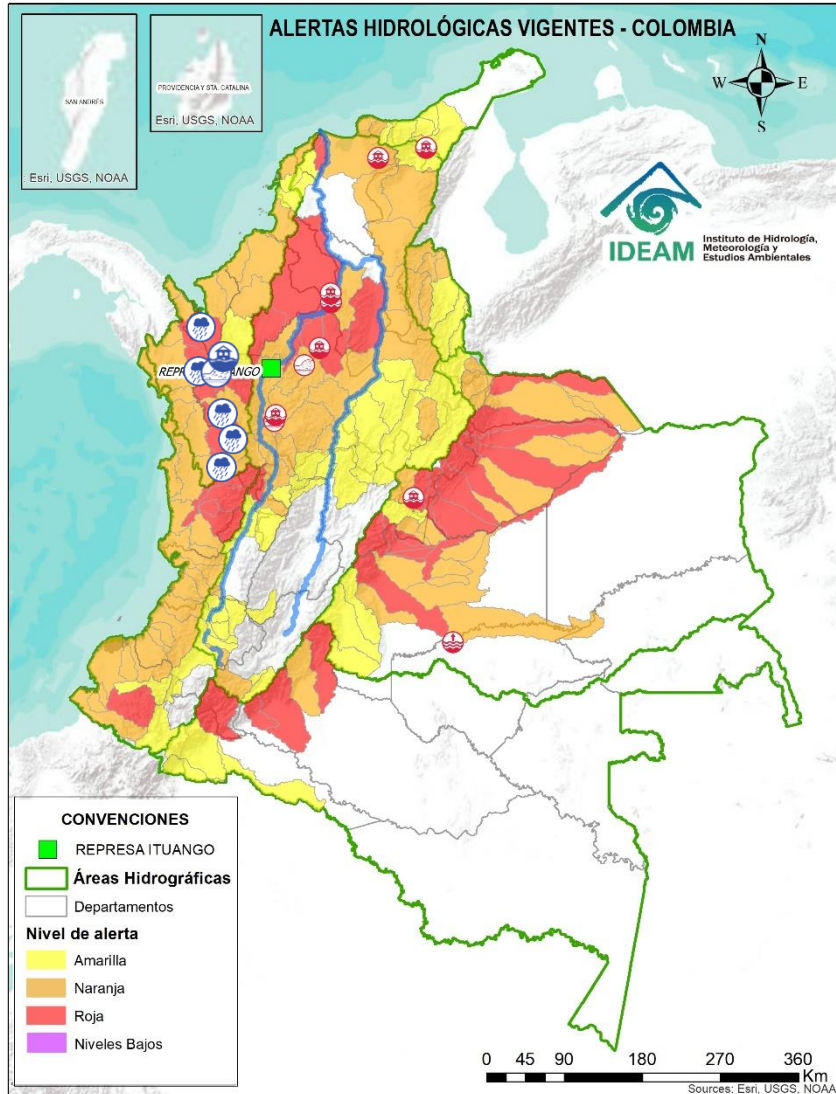 ALERTAS HIDROLÓGICAS VIGENTES - COLOMBIA
SAN ANDRÉS
Esri, USGS, NOAA
PROVIDENCIA Y STA. CATALINA
Esri, USGS, NOAA
N
W
E
S
IDEAM
Instituto de Hidrología,
Meteorología y
Estudios Ambientales
CONVENCIONES
REPRESA ITUANGO
Áreas Hidrográficas
Departamentos
Nivel de alerta
Amarilla
Naranja
Roja
Niveles Bajos
0 45 90 180 270 360
Km
Sources: Esri, USGS, NOAA